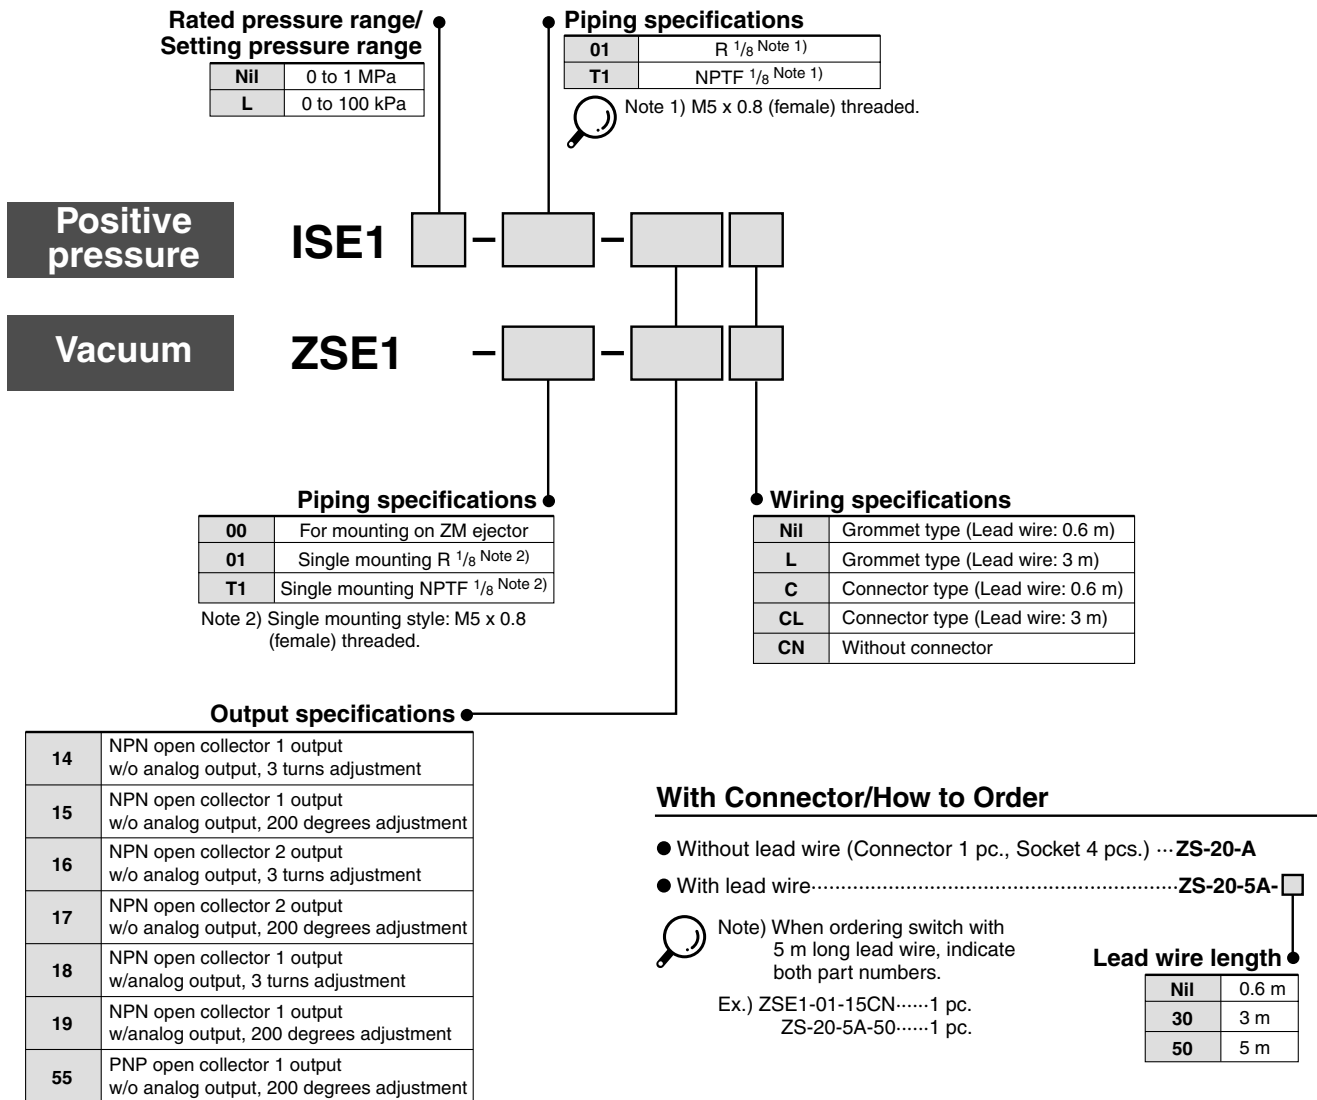 Rated pressure range/
Setting pressure range
Nil 0 to 1 MPa
L 0 to 100 kPa
Piping specifications
01 R 1/8 Note 1)
T1 NPTF 1/8 Note 1)
Note 1) M5 x 0.8 (female) threaded.
Positive
pressure
ISE1 – –
Vacuum
ZSE1 – –
Piping specifications
00 For mounting on ZM ejector
01 Single mounting R 1/8 Note 2)
T1 Single mounting NPTF 1/8 Note 2)
Note 2) Single mounting style: M5 x 0.8
(female) threaded.
Wiring specifications
Nil Grommet type (Lead wire: 0.6 m)
L Grommet type (Lead wire: 3 m)
C Connector type (Lead wire: 0.6 m)
CL Connector type (Lead wire: 3 m)
CN Without connector
Output specifications
14 NPN open collector 1 output
w/o analog output, 3 turns adjustment
15 NPN open collector 1 output
w/o analog output, 200 degrees adjustment
16 NPN open collector 2 output
w/o analog output, 3 turns adjustment
17 NPN open collector 2 output
w/o analog output, 200 degrees adjustment
18 NPN open collector 1 output
w/analog output, 3 turns adjustment
19 NPN open collector 1 output
w/analog output, 200 degrees adjustment
55 PNP open collector 1 output
w/o analog output, 200 degrees adjustment
With Connector/How to Order
● Without lead wire (Connector 1 pc., Socket 4 pcs.) ···ZS-20-A
● With lead wire·····························································ZS-20-5A-
Note) When ordering switch with
5 m long lead wire, indicate
both part numbers.
Ex.) ZSE1-01-15CN······1 pc.
ZS-20-5A-50······1 pc.
Lead wire length
Nil 0.6 m
30 3 m
50 5 m